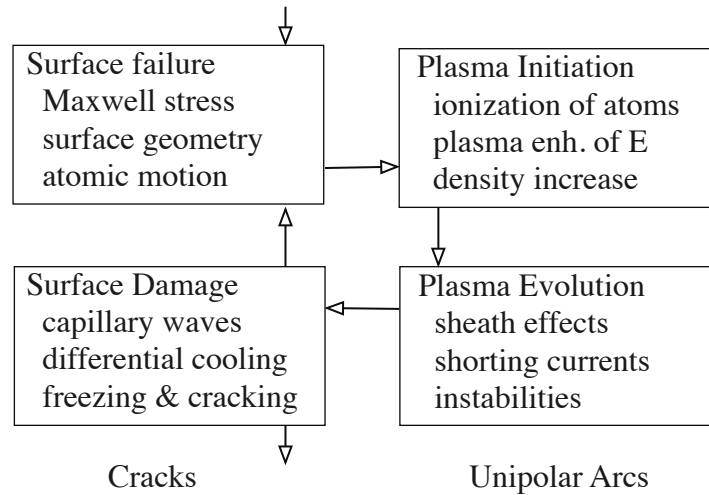 Surface failure
Maxwell stress
surface geometry
atomic motion
Plasma Initiation
ionization of atoms
plasma enh. of E
density increase
Surface Damage
capillary waves
differential cooling
freezing & cracking
Plasma Evolution
sheath effects
shorting currents
instabilities
Cracks
Unipolar Arcs